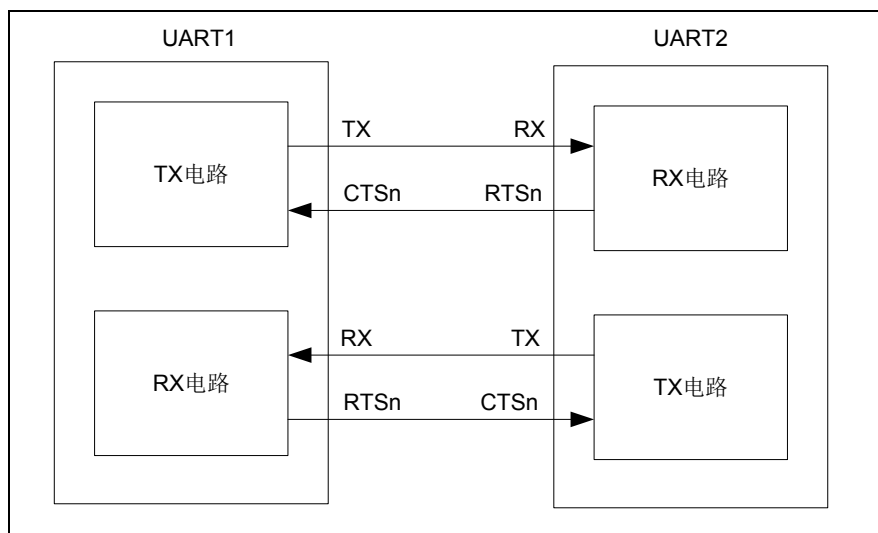 UART1
UART2
TX电路
TX
RX
CTSn
RTSn
RX电路
RX电路
RX
TX
RTSn
CTSn
TX电路